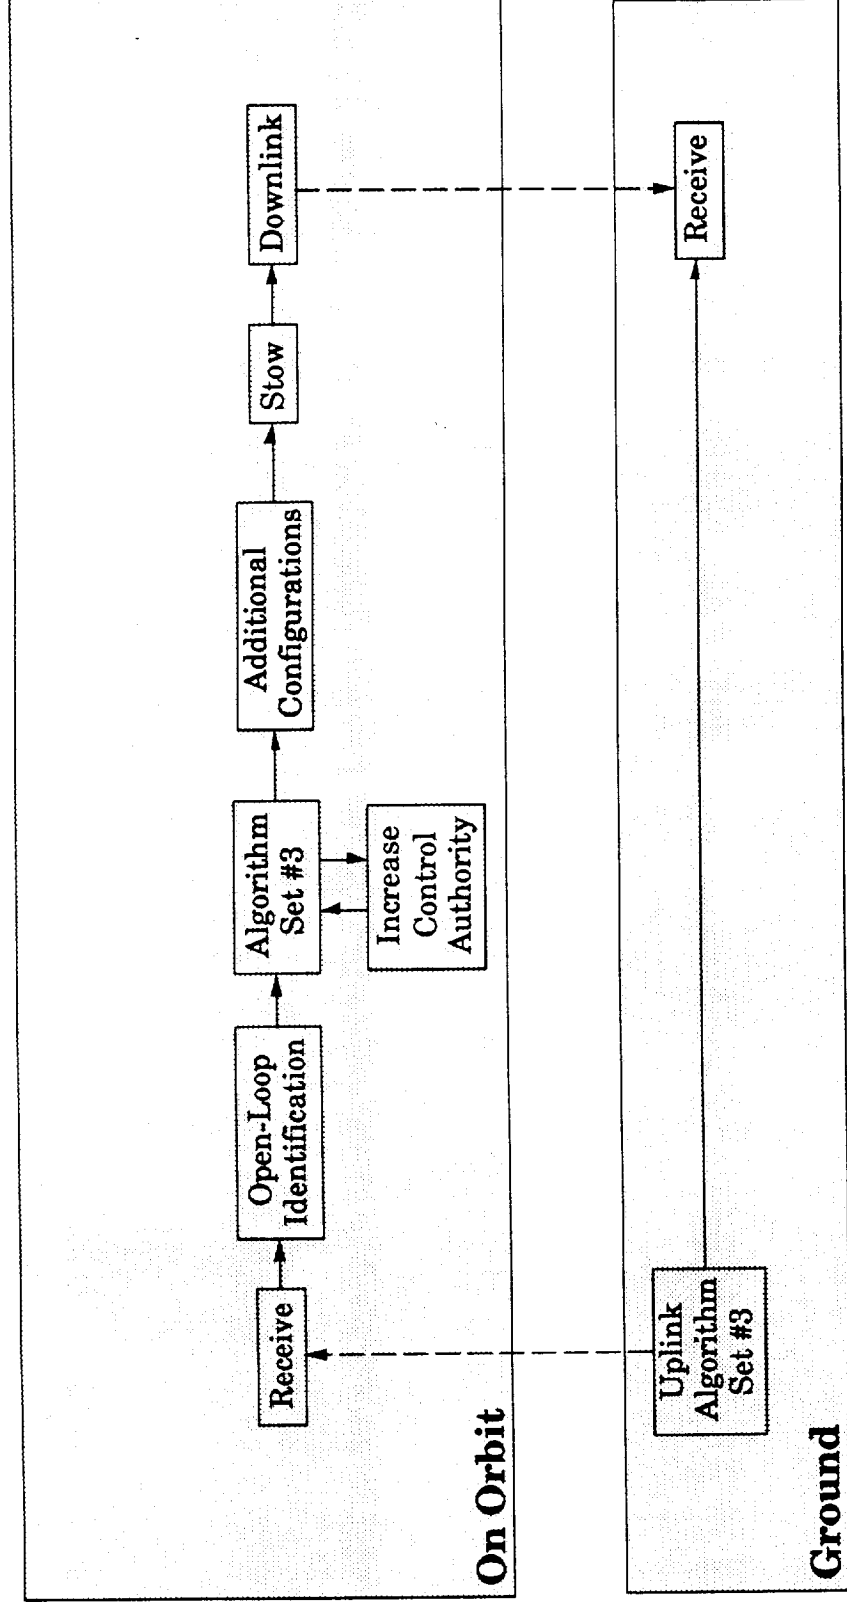 Receive
Open-Loop
Identification
Algorithm
Set #3
Increase
Control
Authority
Additional
Configurations
Stow
Downlink
On Orbit
Uplink
Algorithm
Set #3
Receive
Ground